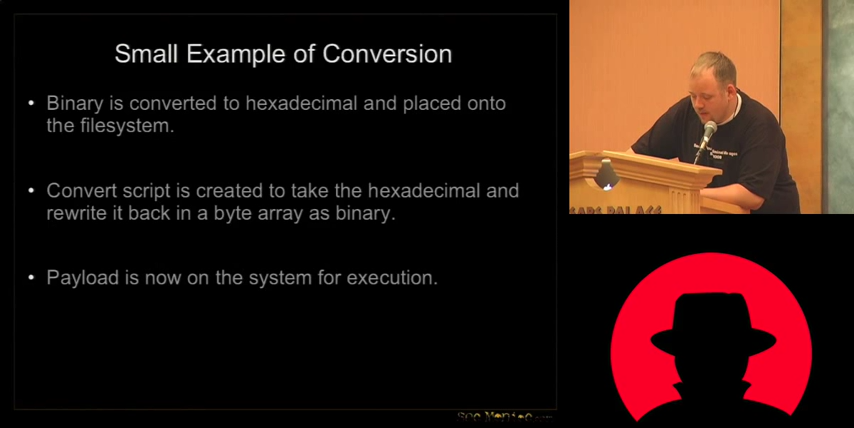 Small Example of Conversion
• Binary is converted to hexadecimal and placed onto
the filesystem.
• Convert script is created to take the hexadecimal and
rewrite it back in a byte array as binary.
• Payload is now on the system for execution.
PALACE